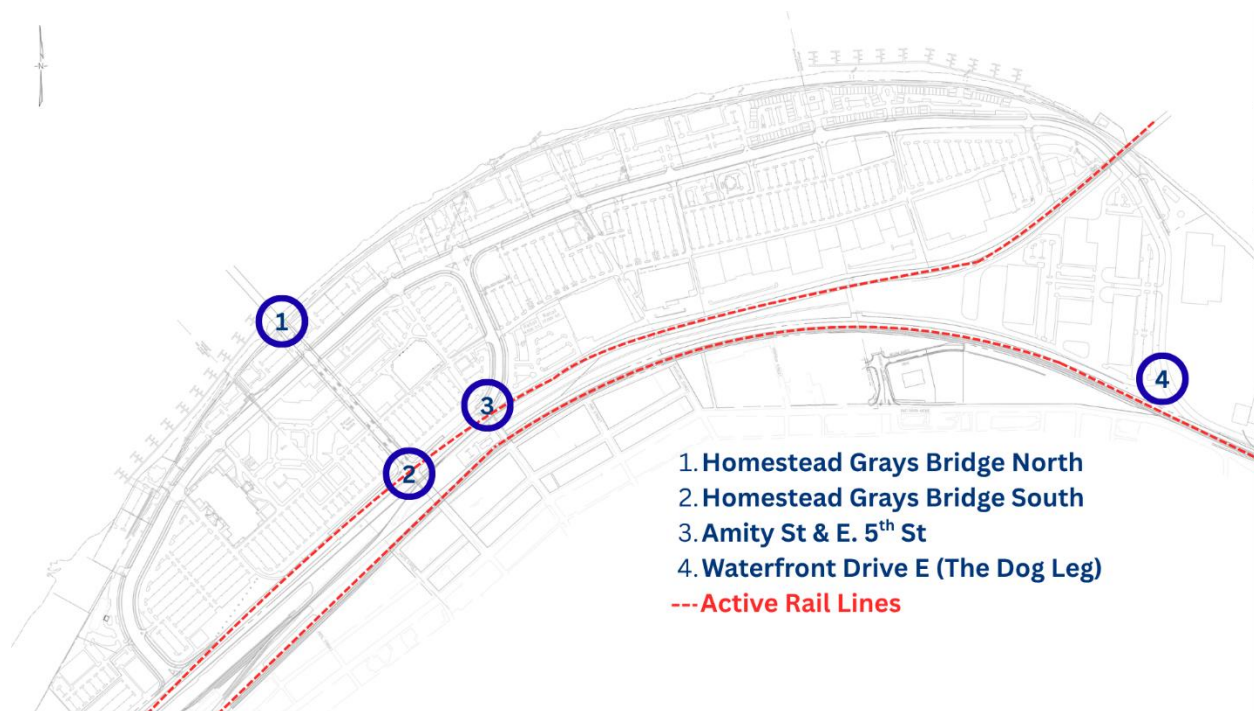 N
1
2
3
4
1. Homestead Grays Bridge North
2. Homestead Grays Bridge South
3. Amity St & E. 5th St
4. Waterfront Drive E (The Dog Leg)
---Active Rail Lines